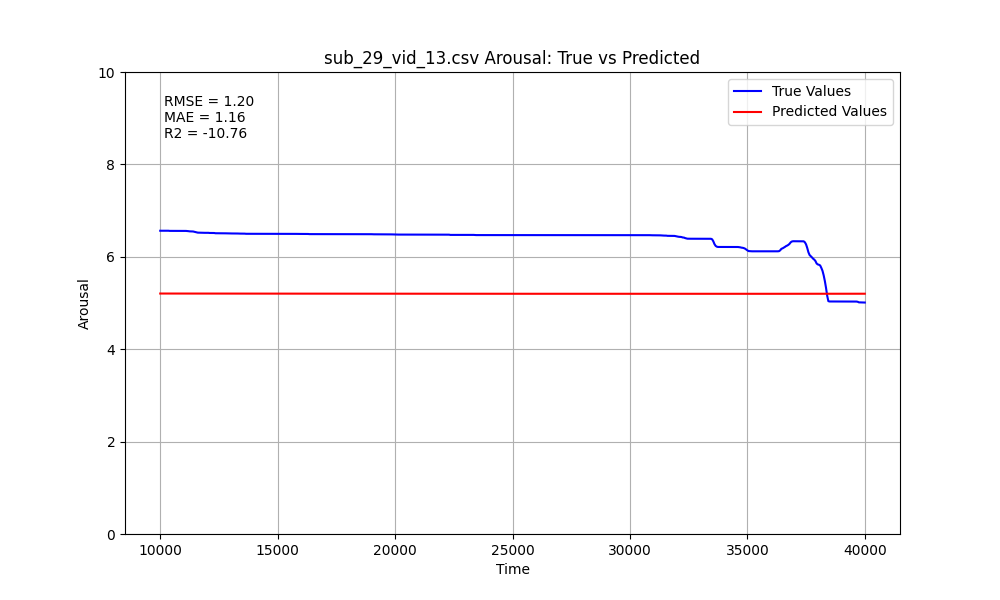 sub_29_vid_13.csv Arousal: True vs Predicted
RMSE = 1.20
MAE = 1.16
R2 = -10.76
True Values
Predicted Values
Arousal
10
8
6
4
2
0
10000 15000 20000 25000 30000 35000 40000
Time